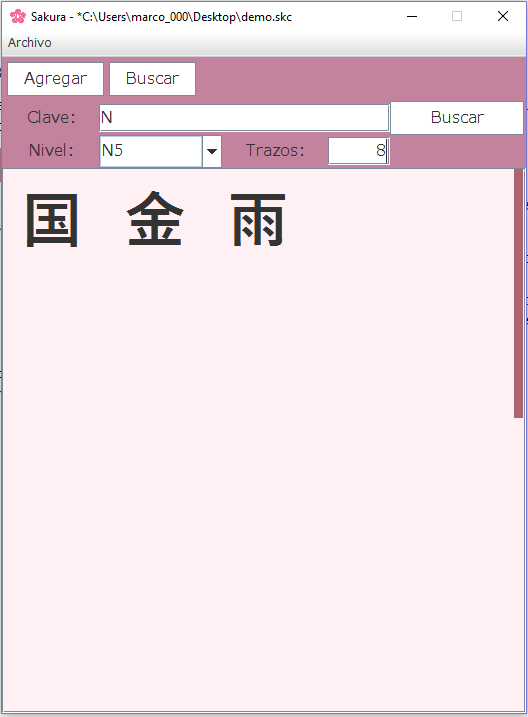 Sakura - *C:\Users\marco_000\Desktop\demo.skc
Archivo
Agregar Buscar
Clave: N Buscar
Nivel: N5 Trazos: 8
国 金 雨